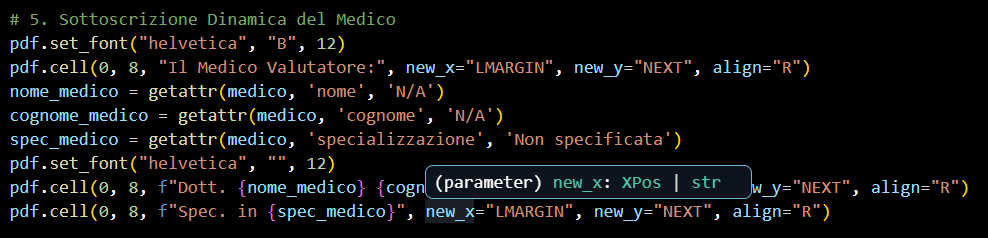 # 5. Sottoscrizione Dinamica del Medico
pdf.set_font("helvetica", "B", 12)
pdf.cell(0, 8, "Il Medico Valutatore:", new_x="LMARGIN", new_y="NEXT", align="R")
nome_medico = getattr(medico, 'nome', 'N/A')
cognome_medico = getattr(medico, 'cognome', 'N/A')
spec_medico = getattr(medico, 'specializzazione', 'Non specificata')
pdf.set_font("helvetica", "", 12)
(parameter) new_x: XPos | str
pdf.cell(0, 8, f"Dott. {nome_medico} {cogn w_y="NEXT", align="R")
pdf.cell(0, 8, f"Spec. in {spec_medico}", new_x="LMARGIN", new_y="NEXT", align="R")